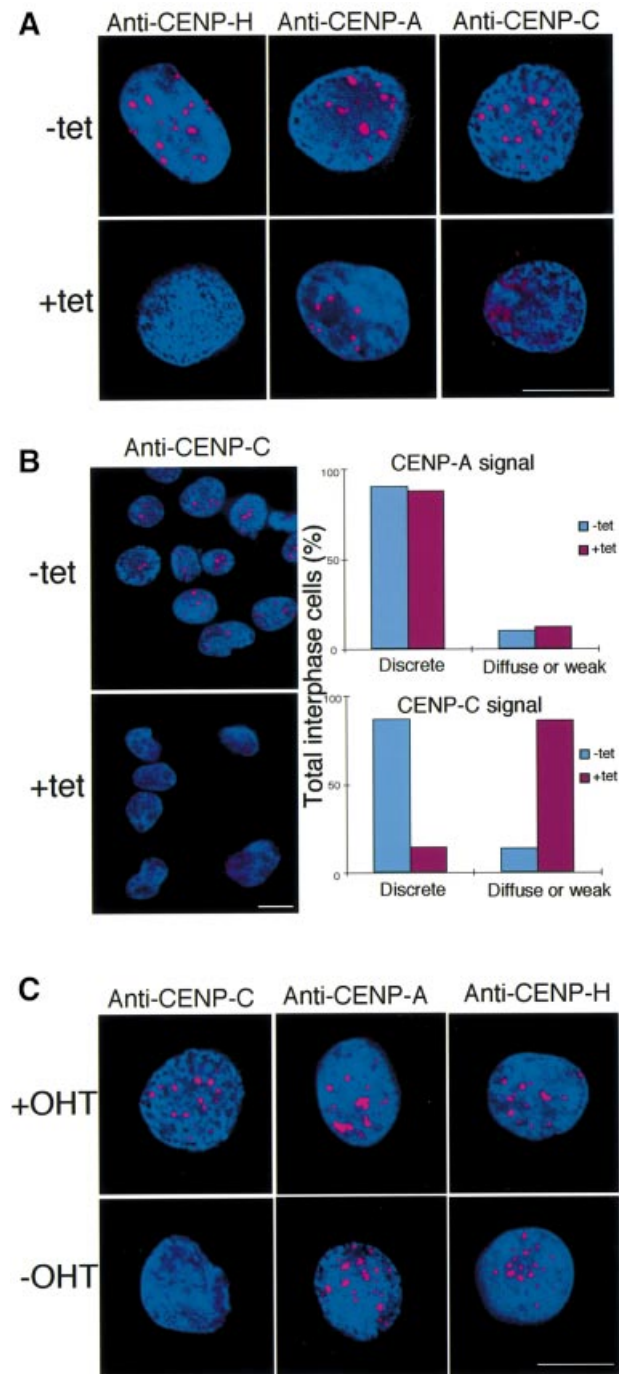 A
Anti-CENP-H Anti-CENP-A Anti-CENP-C
-tet
+tet
B
Anti-CENP-C
-tet
+tet
Total interphase cells (%)
CENP-A signal
100
50
0
-tet
+tet
Discrete Diffuse or weak
CENP-C signal
100
50
0
-tet
+tet
Discrete Diffuse or weak
C
Anti-CENP-C Anti-CENP-A Anti-CENP-H
+OHT
-OHT